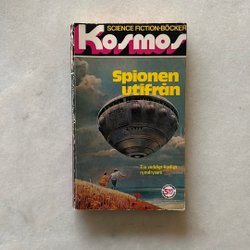 SCIENCE FICTION-BÖCKER
Kosmos
Spionen
utifrån